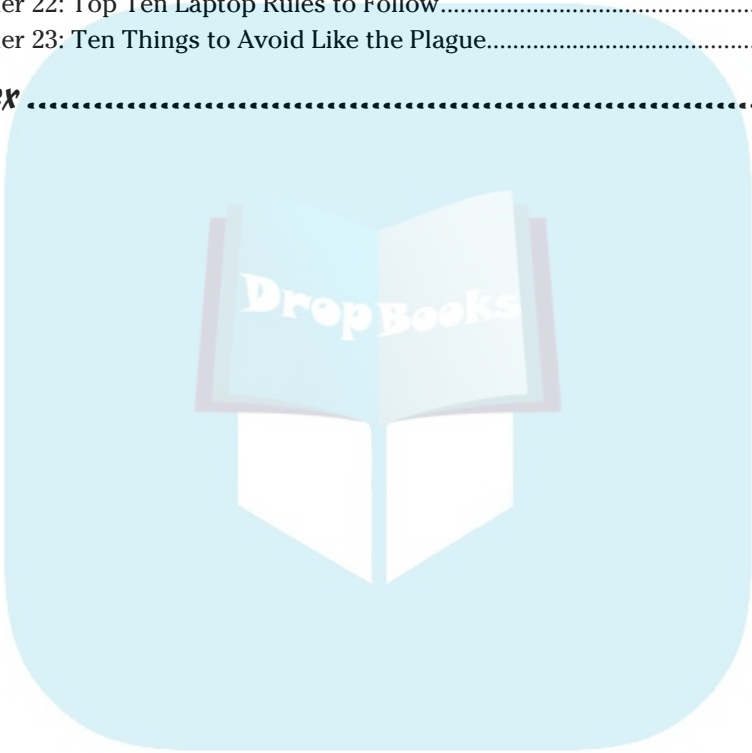 er 22: Top Ten Laptop Rules to Follow....................................................
er 23: Ten Things to Avoid Like the Plague............................................
ex ................................................................................
DropBooks